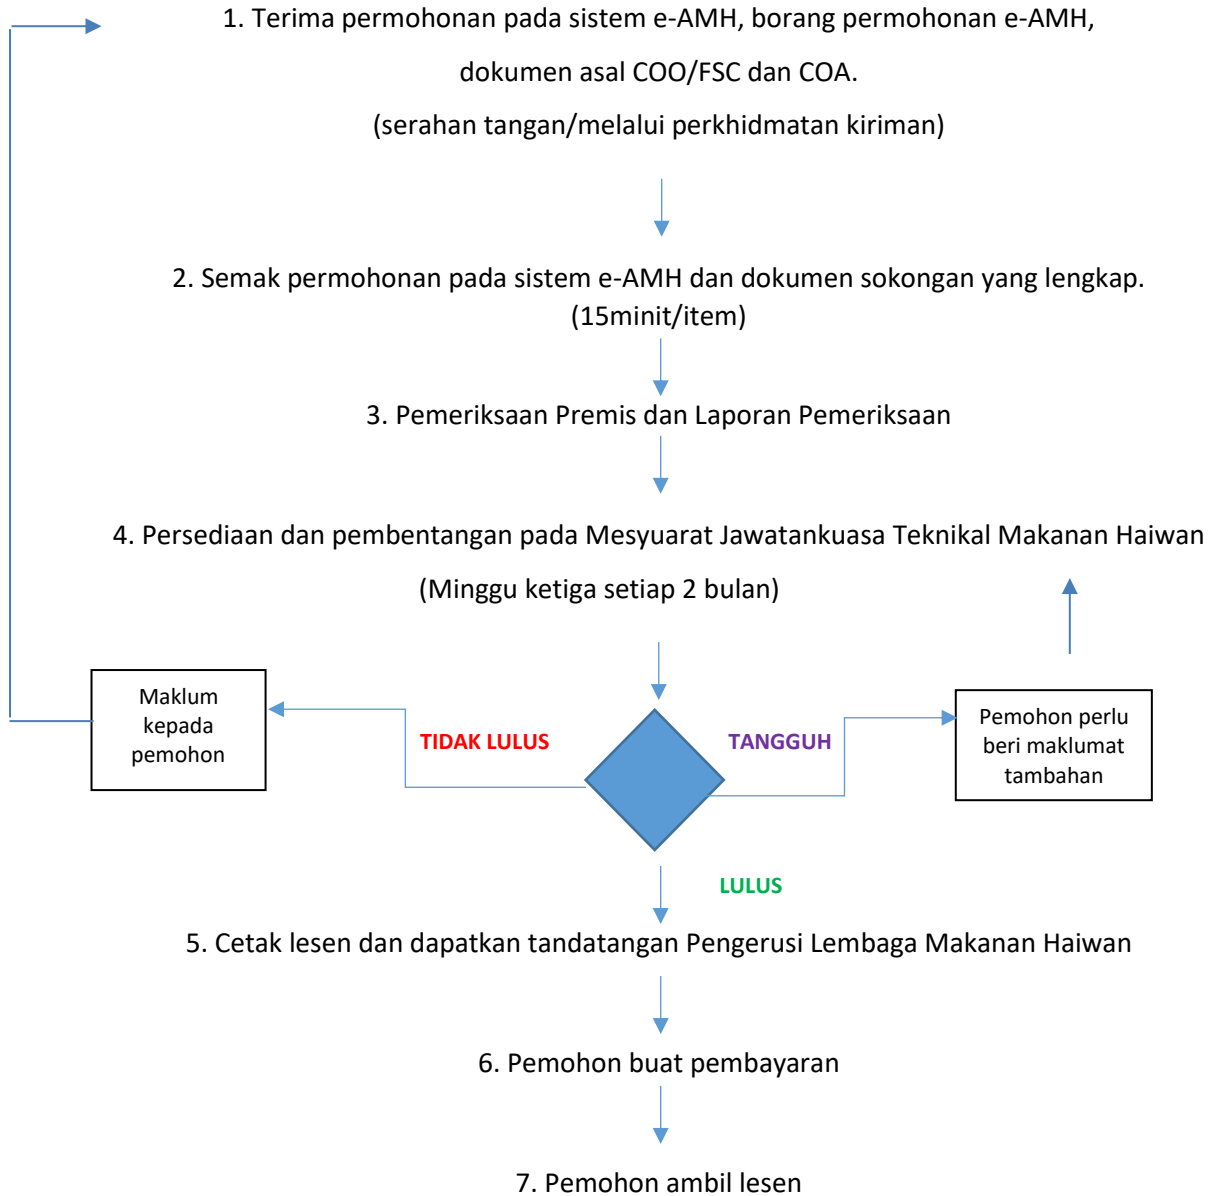 1. Terima permohonan pada sistem e-AMH, borang permohonan e-AMH,
dokumen asal COO/FSC dan COA.
(serahan tangan/melalui perkhidmatan kiriman)
2. Semak permohonan pada sistem e-AMH dan dokumen sokongan yang lengkap.
(15minit/item)
3. Pemeriksaan Premis dan Laporan Pemeriksaan
4. Persediaan dan pembentangan pada Mesyuarat Jawatankuasa Teknikal Makanan Haiwan
(Minggu ketiga setiap 2 bulan)
Maklum
kepada
pemohon
TIDAK LULUS
TANGGUH
Pemohon perlu
beri maklumat
tambahan
LULUS
5. Cetak lesen dan dapatkan tandatangan Pengerusi Lembaga Makanan Haiwan
6. Pemohon buat pembayaran
7. Pemohon ambil lesen